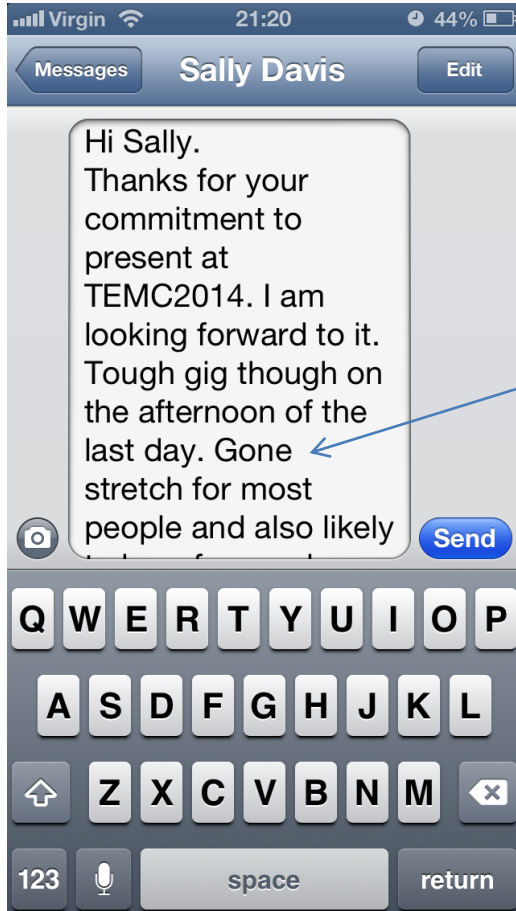 Virgin 21:20 44%
Messages Sally Davis Edit
Hi Sally.
Thanks for your
commitment to
present at
TEMC2014. I am
looking forward to it.
Tough gig though on
the afternoon of the
last day. Gone
stretch for most
people and also likely
Send
Q W E R T Y U I O P
A S D F G H J K L
Z X C V B N M
123 space return